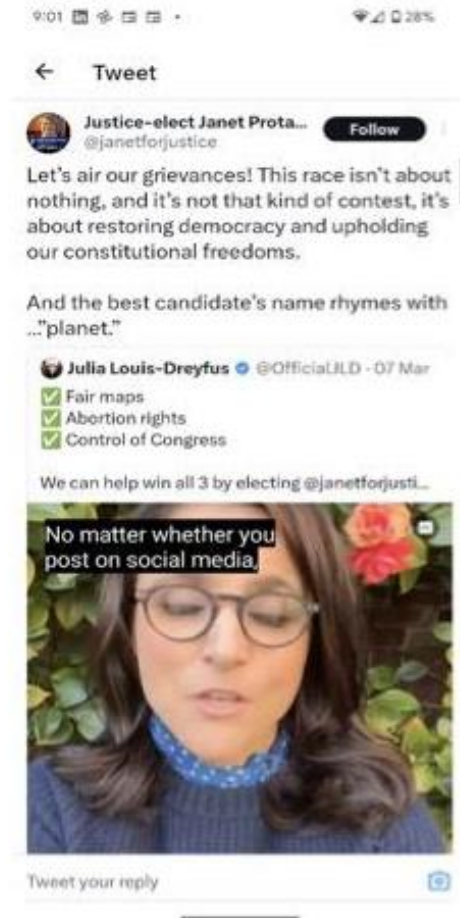 9:01
28%
Tweet
Justice-elect Janet Prota...
@janetforjustice
Follow
Let's air our grievances! This race isn't about
nothing, and it's not that kind of contest, it's
about restoring democracy and upholding
our constitutional freedoms.
And the best candidate's name rhymes with
..."planet."
Julia Louis-Dreyfus @OfficialJLD · 07 Mar
Fair maps
Abortion rights
Control of Congress
We can help win all 3 by electing @janetforjusti...
No matter whether you
post on social media,
Tweet your reply